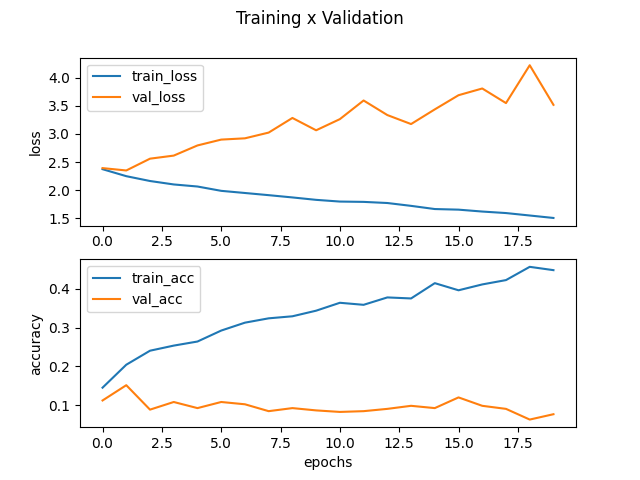 Training x Validation
train_loss
val_loss
loss
4.0
3.5
3.0
2.5
2.0
1.5
0.0 2.5 5.0 7.5 10.0 12.5 15.0 17.5
train_acc
val_acc
accuracy
0.4
0.3
0.2
0.1
0.0 2.5 5.0 7.5 10.0 12.5 15.0 17.5
epochs